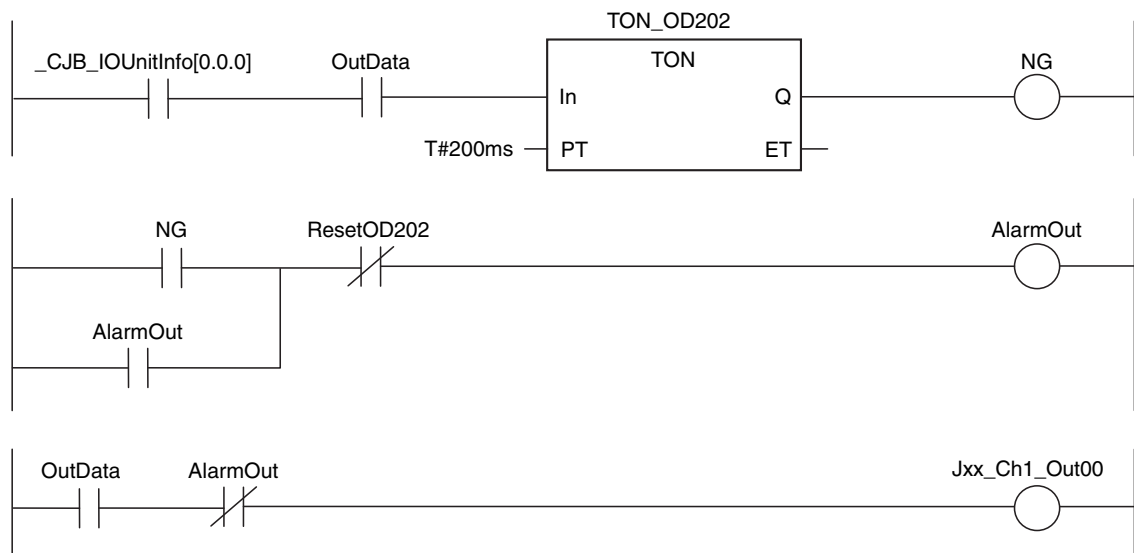 TON_OD202
_CJB_IOUnitInfo[0.0.0] OutData TON NG
In Q
T#200ms PT ET
NG ResetOD202 AlarmOut
AlarmOut
OutData AlarmOut Jxx_Ch1_Out00